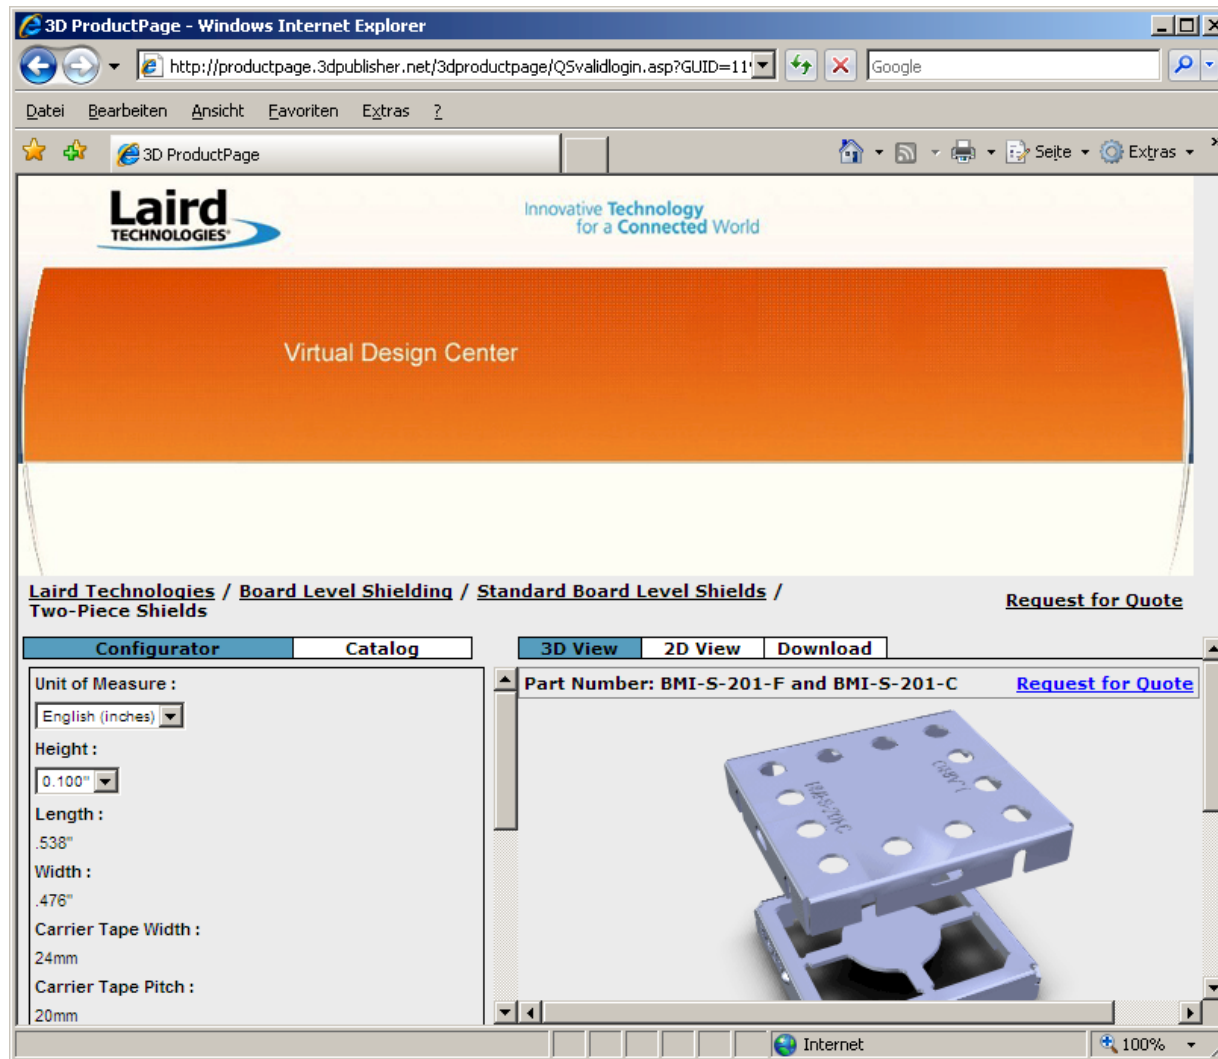 3D ProductPage - Windows Internet Explorer
http://productpage.3dpublisher.net/3dproductpage/QSvalidlogin.asp?GUID=11
Google
Datei Bearbeiten Ansicht Favoriten Extras ?
3D ProductPage
Seite Extras
Laird
TECHNOLOGIES®
Innovative Technology
for a Connected World
Virtual Design Center
Laird Technologies / Board Level Shielding / Standard Board Level Shields /
Two-Piece Shields
Request for Quote
Configurator Catalog
3D View 2D View Download
Unit of Measure :
English (inches)
Height :
0.100"
Length :
.538"
Width :
.476"
Carrier Tape Width :
24mm
Carrier Tape Pitch :
20mm
Part Number: BMI-S-201-F and BMI-S-201-C
Request for Quote
LAIRD
Internet
100%